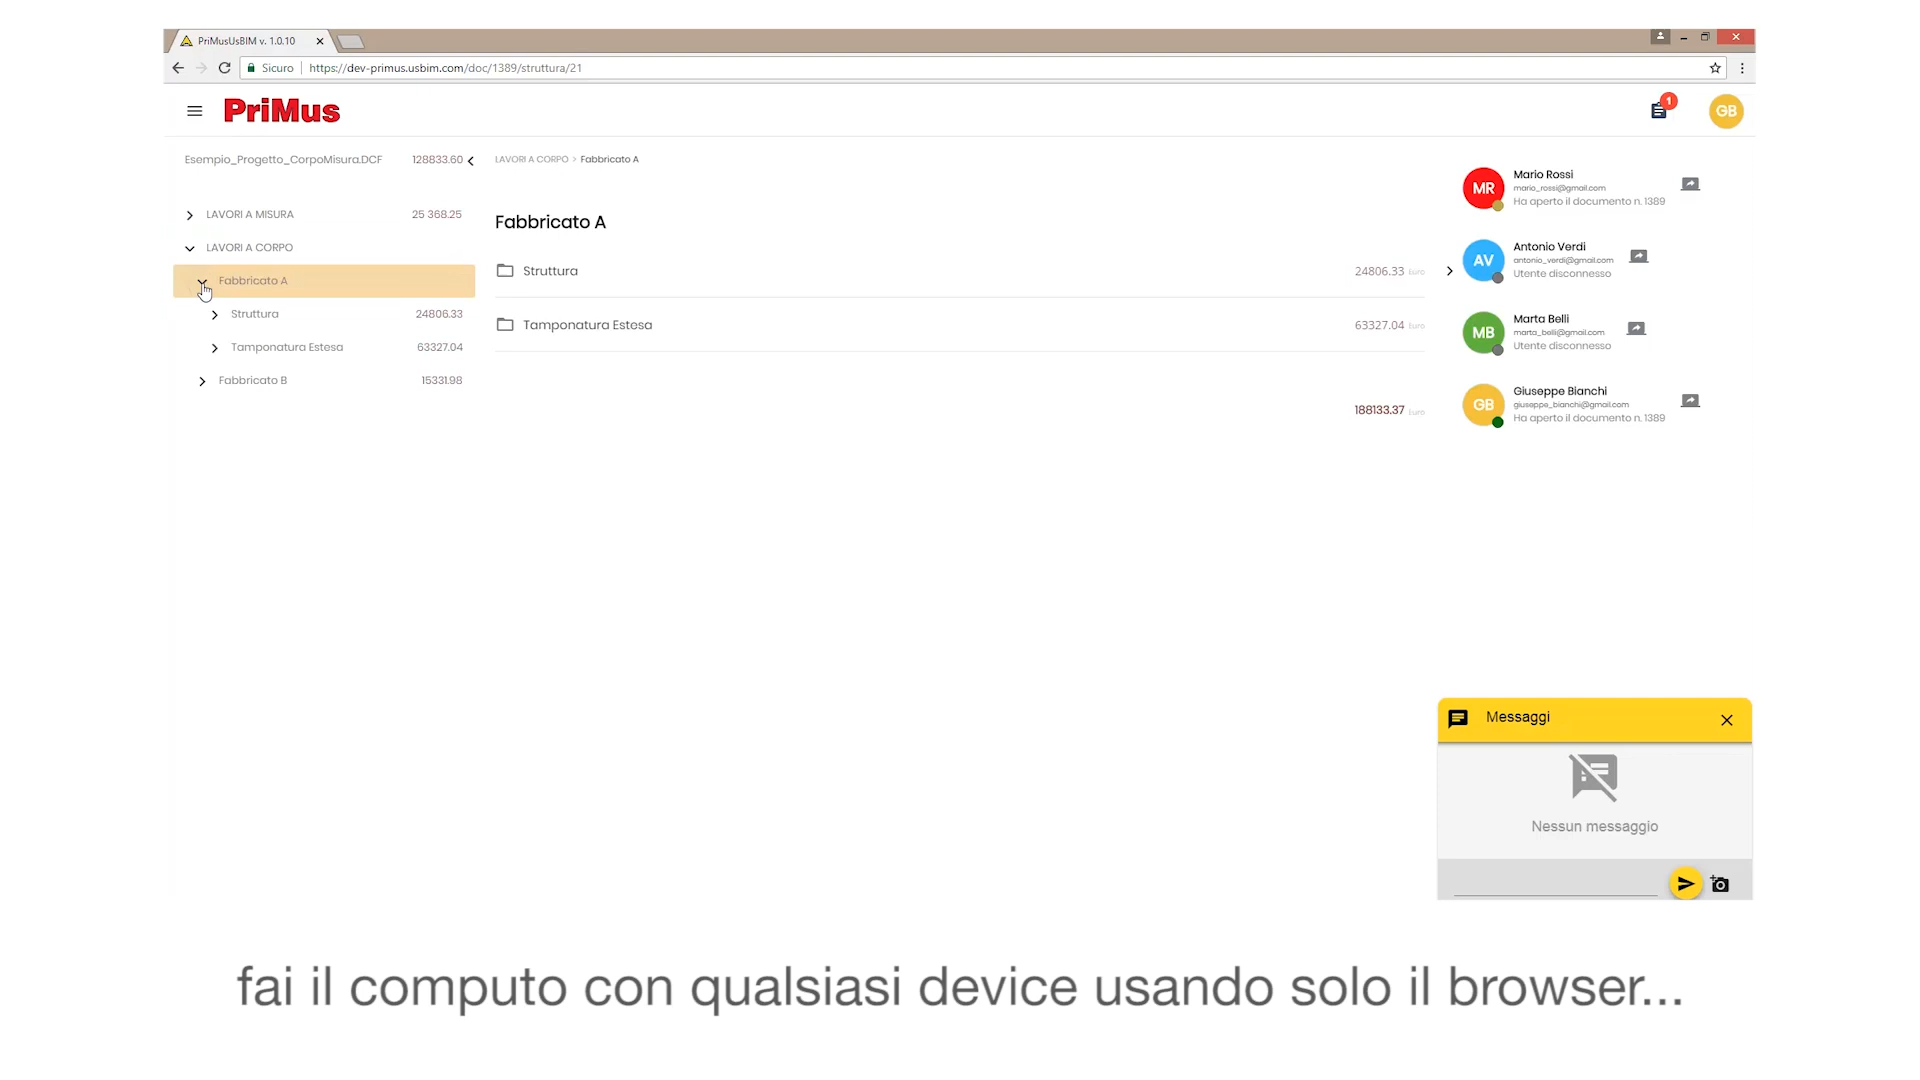 PriMusUsBIM v. 1.0.10
Sicuro https://dev-primus.usbim.com/doc/1389/struttura/21
PriMus
1
GB
Esempio_Progetto_CorpoMisura.DCF 128833.60
LAVORI A MISURA 25 368.25
LAVORI A CORPO
Fabbricato A
Struttura 24806.33
Tamponatura Estesa 63327.04
Fabbricato B 15331.98
LAVORI A CORPO > Fabbricato A
Fabbricato A
Struttura 24806.33 Euro
Tamponatura Estesa 63327.04 Euro
188133.37 Euro
MR
Mario Rossi
mario_rossi@gmail.com
Ha aperto il documento n. 1389
AV
Antonio Verdi
antonio_verdi@gmail.com
Utente disconnesso
MB
Marta Belli
marta_belli@gmail.com
Utente disconnesso
GB
Giuseppe Bianchi
giuseppe_bianchi@gmail.com
Ha aperto il documento n. 1389
Messaggi
Nessun messaggio
fai il computo con qualsiasi device usando solo il browser...